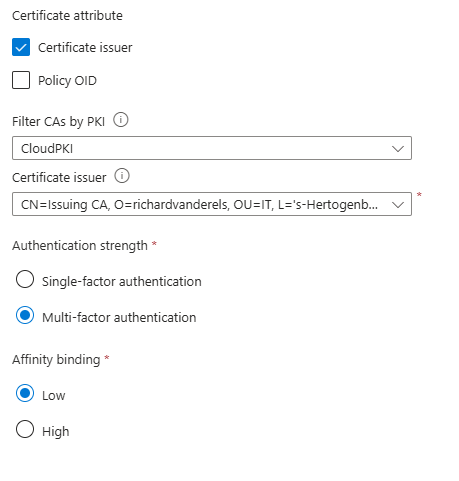 Certificate attribute
Certificate issuer
Policy OID
Filter CAs by PKI
CloudPKI
Certificate issuer
CN=Issuing CA, O=richardvanderels, OU=IT, L='s-Hertogenb... *
Authentication strength *
Single-factor authentication
Multi-factor authentication
Affinity binding *
Low
High